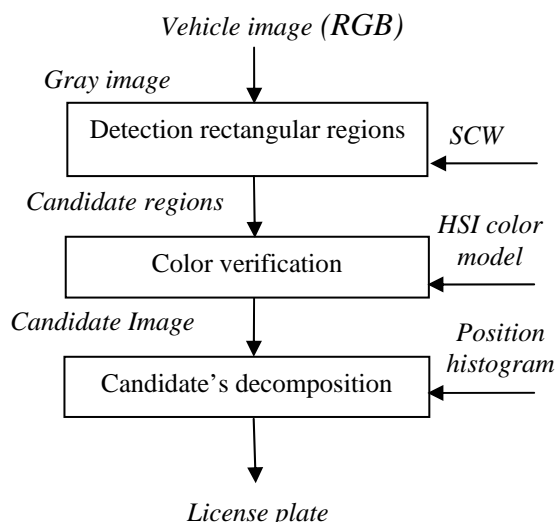 Vehicle image (RGB)
Gray image
Detection rectangular regions
SCW
Candidate regions
HSI color
model
Color verification
Candidate Image
Position
histogram
Candidate’s decomposition
License plate